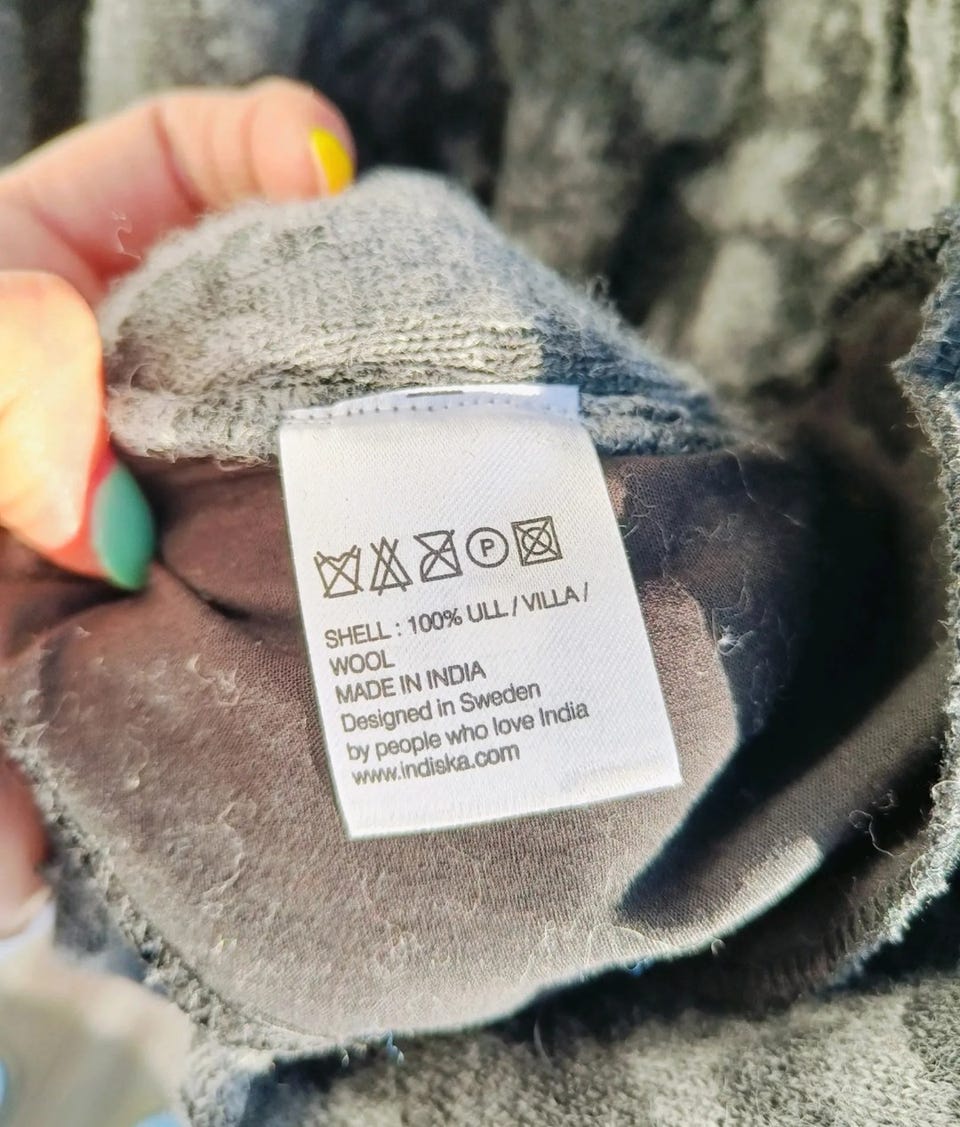 P
SHELL : 100% ULL / VILLA /
WOOL
MADE IN INDIA
Designed in Sweden
by people who love India
www.indiska.com